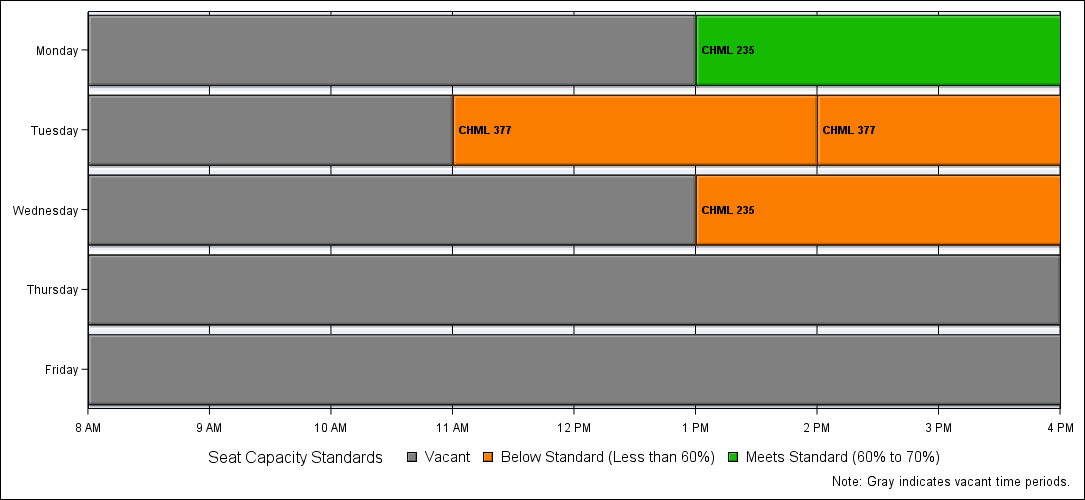 Monday
CHML 235
Tuesday
CHML 377
CHML 377
Wednesday
CHML 235
Thursday
Friday
8 AM 9 AM 10 AM 11 AM 12 PM 1 PM 2 PM 3 PM 4 PM
Seat Capacity Standards Vacant Below Standard (Less than 60%) Meets Standard (60% to 70%)
Note: Gray indicates vacant time periods.